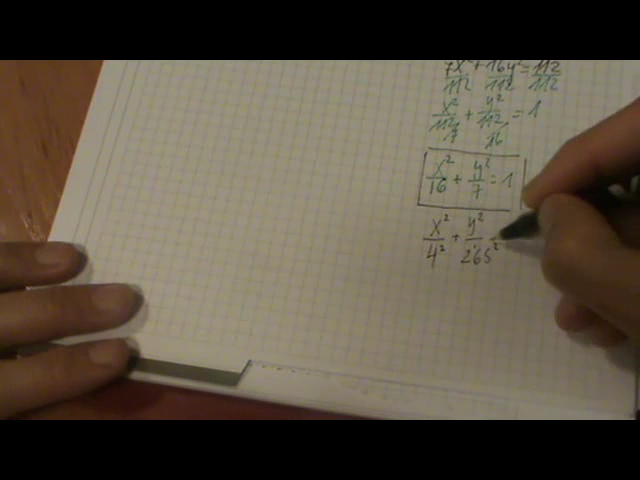 7x²+16y²=112
112 112 112
x²/(112/7) + y²/(112/16) = 1
x²/16 + y²/7 = 1
x²/4² + y²/2.65²